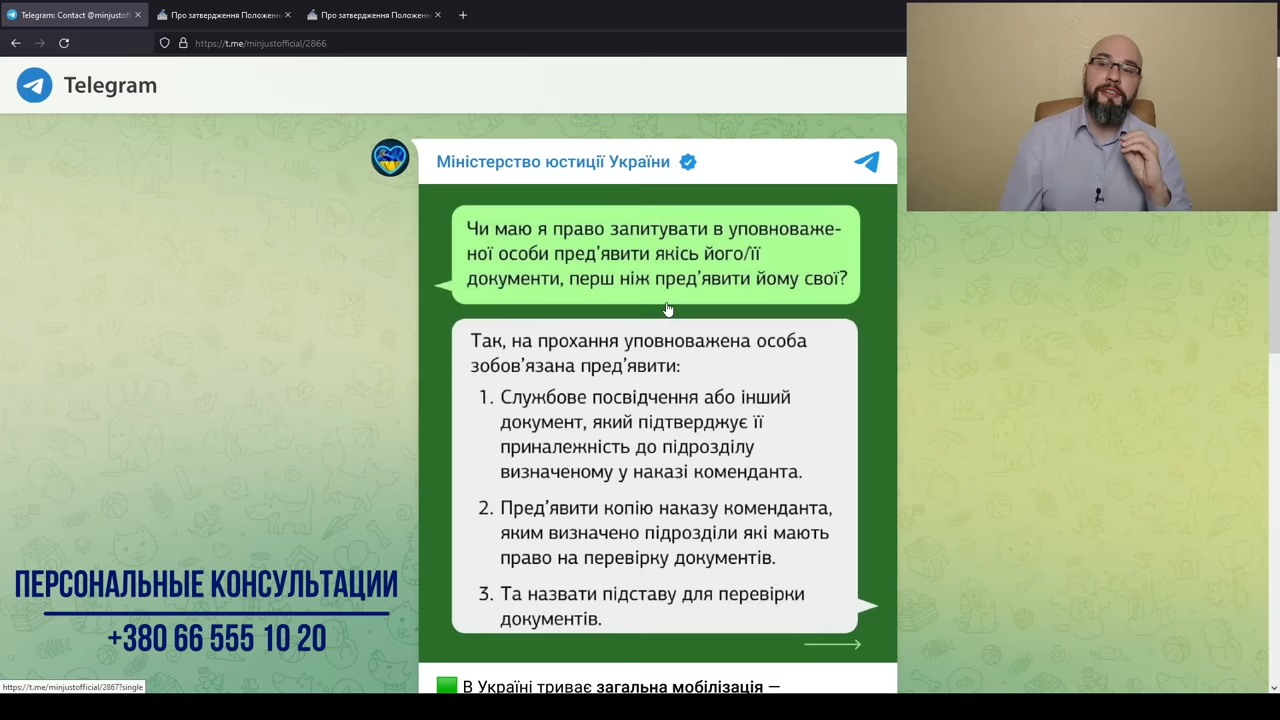 Telegram: Contact @minjustoff
Про затвердження Положенн
Про затвердження Положенн
https://t.me/minjustofficial/2866
Telegram
Міністерство юстиції України
Чи маю я право запитувати в уповноваже-
ної особи пред’явити якісь його/її
документи, перш ніж пред’явити йому свої?
Так, на прохання уповноважена особа
зобов’язана пред’явити:
1. Службове посвідчення або інший
документ, який підтверджує її
приналежність до підрозділу
визначеному у наказі коменданта.
2. Пред’явити копію наказу коменданта,
яким визначено підрозділи які мають
право на перевірку документів.
3. Та назвати підставу для перевірки
документів.
В Україні триває загальна мобілізація —
ПЕРСОНАЛЬНЫЕ КОНСУЛЬТАЦИИ
+380 66 555 10 20
https://t.me/minjustofficial/2867?single